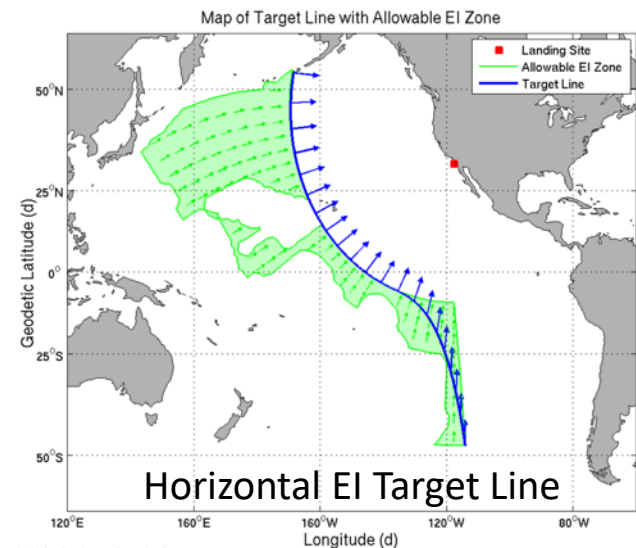 Map of Target Line with Allowable EI Zone
Landing Site
Allowable EI Zone
Target Line
50°N
25°N
0°
25°S
50°S
Geodetic Latitude (d)
Horizontal EI Target Line
120°E
160°E
160°W
120°W
80°W
Longitude (d)